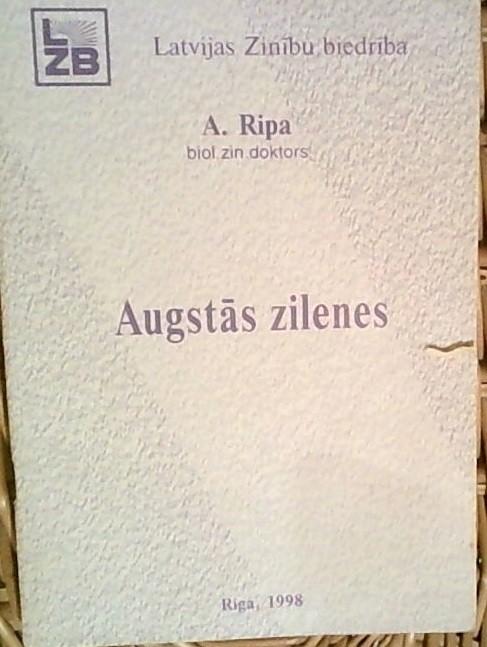 LZB
Latvijas Zinību biedrība
A. Ripa
biol zin doktors
Augstās zilenes
Rīga, 1998